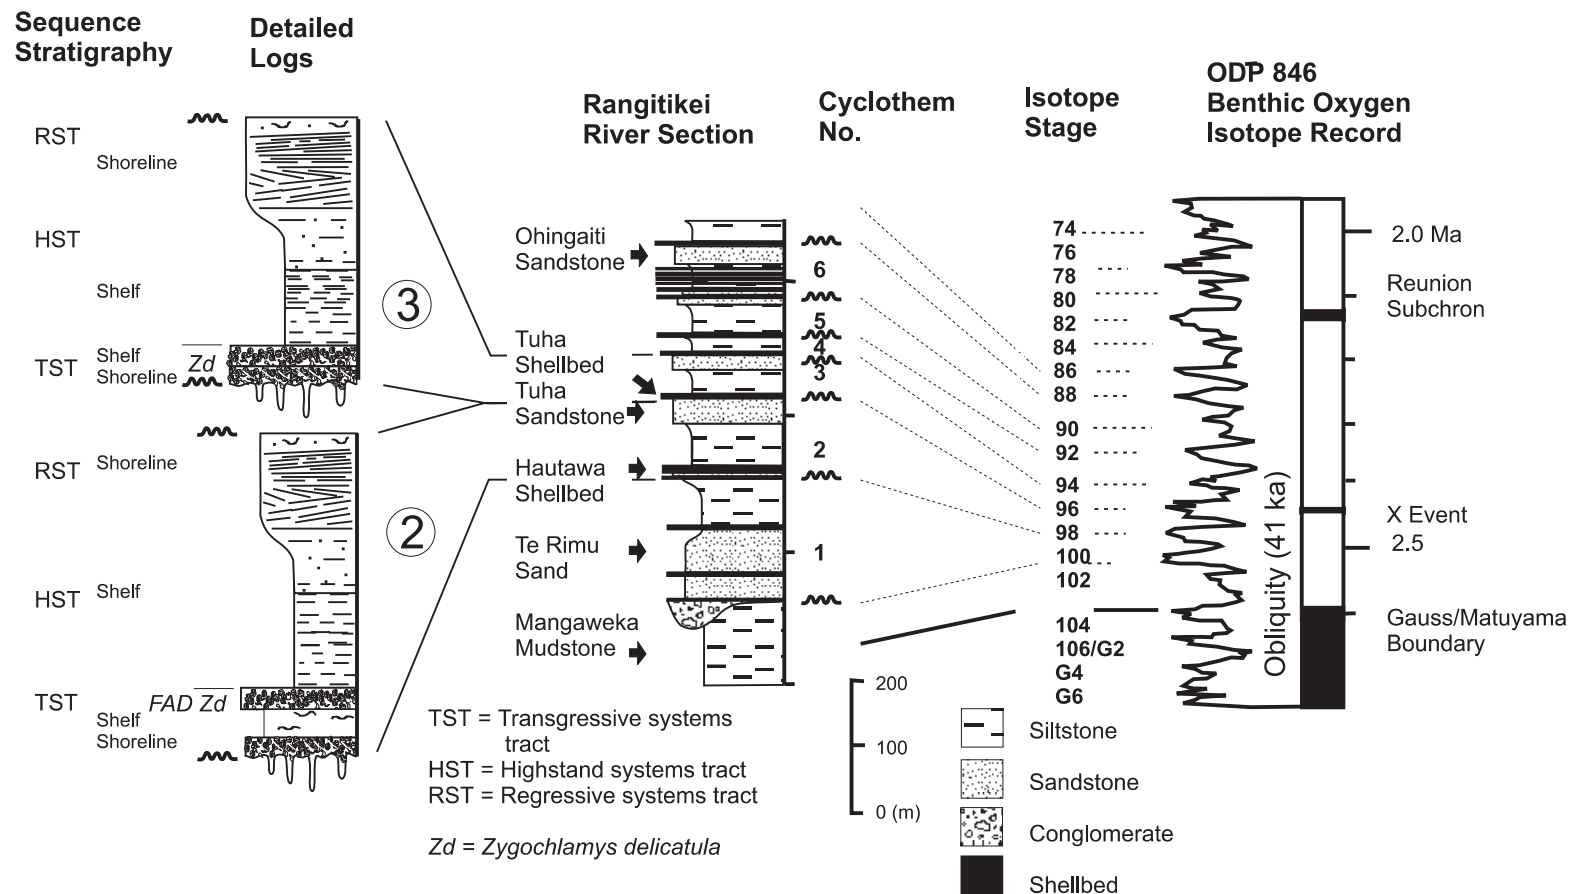 Sequence
Stratigraphy
Detailed
Logs
Rangitikei
River Section
Cyclothem
No.
Isotope
Stage
ODP 846
Benthic Oxygen
Isotope Record
RST
Shoreline
HST
Shelf
TST
Shelf
Shoreline
Zd
3
RST
Shoreline
HST
Shelf
TST
FAD Zd
Shelf
Shoreline
2
Ohingaiti
Sandstone
Tuha
Shellbed
Tuha
Sandstone
Hautawa
Shellbed
Te Rimu
Sand
Mangaweka
Mudstone
6
5
4
3
2
1
74
76
78
80
82
84
86
88
90
92
94
96
98
100
102
104
106/G2
G4
G6
Obliquity (41 ka)
2.0 Ma
Reunion
Subchron
X Event
2.5
Gauss/Matuyama
Boundary
TST = Transgressive systems
tract
HST = Highstand systems tract
RST = Regressive systems tract
Zd = Zygochlamys delicatula
200
100
0 (m)
Siltstone
Sandstone
Conglomerate
Shellbed